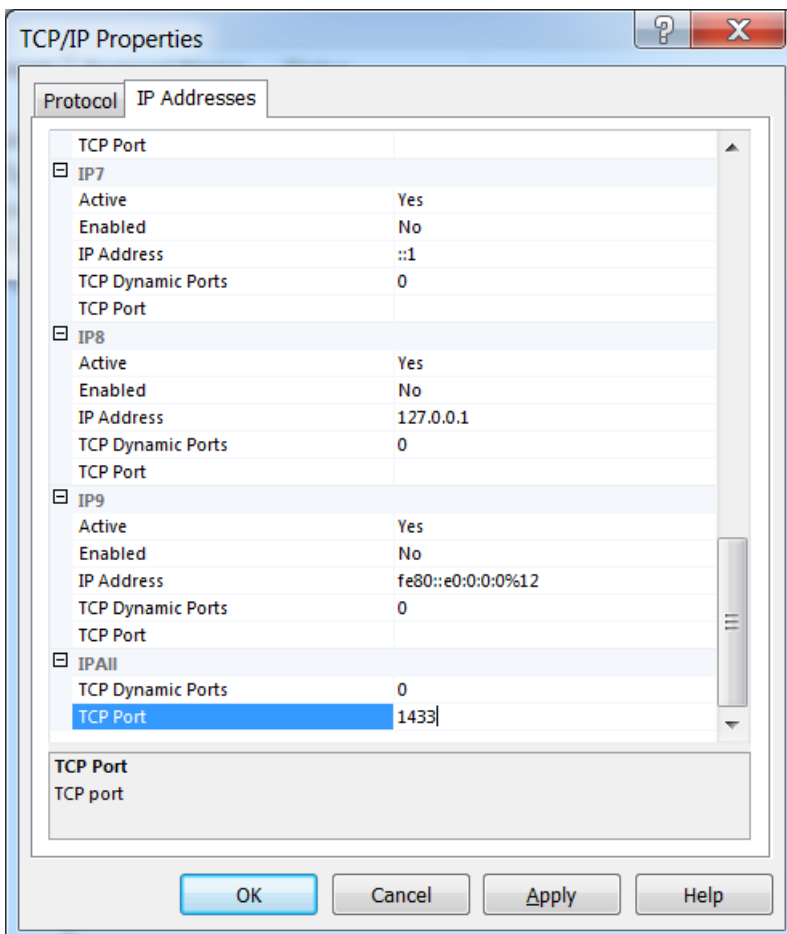 TCP/IP Properties
Protocol IP Addresses
TCP Port
IP7
Active Yes
Enabled No
IP Address ::1
TCP Dynamic Ports 0
TCP Port
IP8
Active Yes
Enabled No
IP Address 127.0.0.1
TCP Dynamic Ports 0
TCP Port
IP9
Active Yes
Enabled No
IP Address fe80::e0:0:0:0%12
TCP Dynamic Ports 0
TCP Port
IPAll
TCP Dynamic Ports 0
TCP Port 1433
TCP Port
TCP port
OK Cancel Apply Help